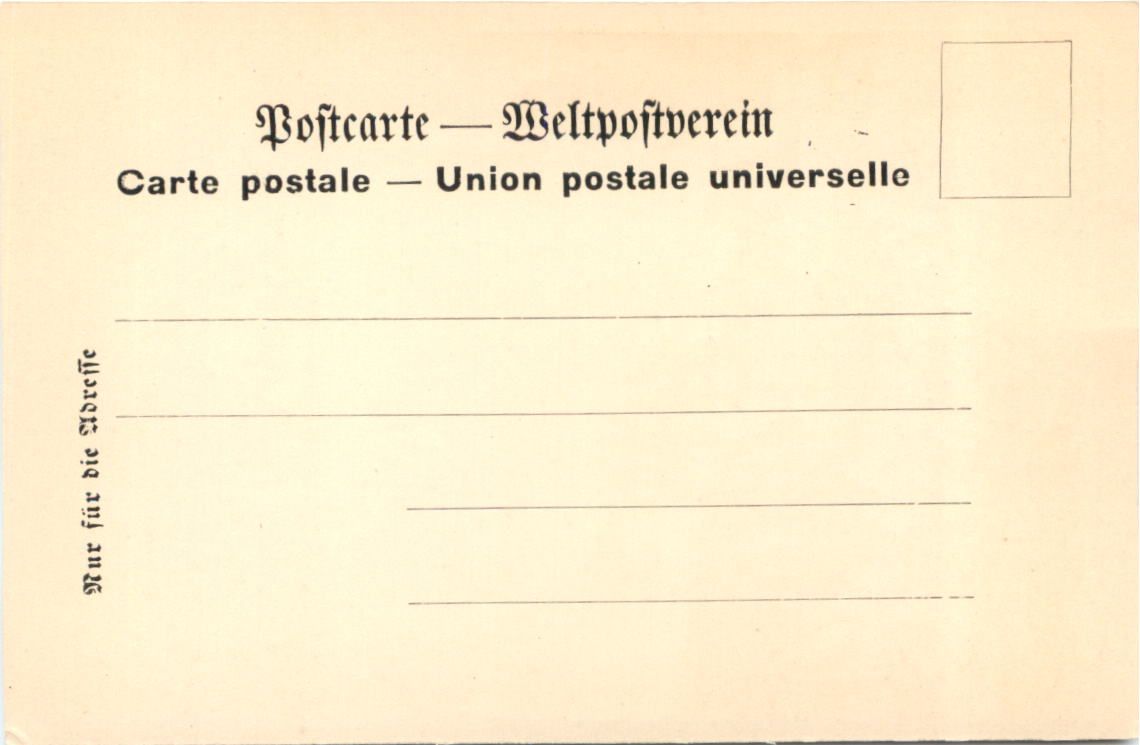 Postcarte — Weltpostverein
Carte postale — Union postale universelle
Nur für die Adresse